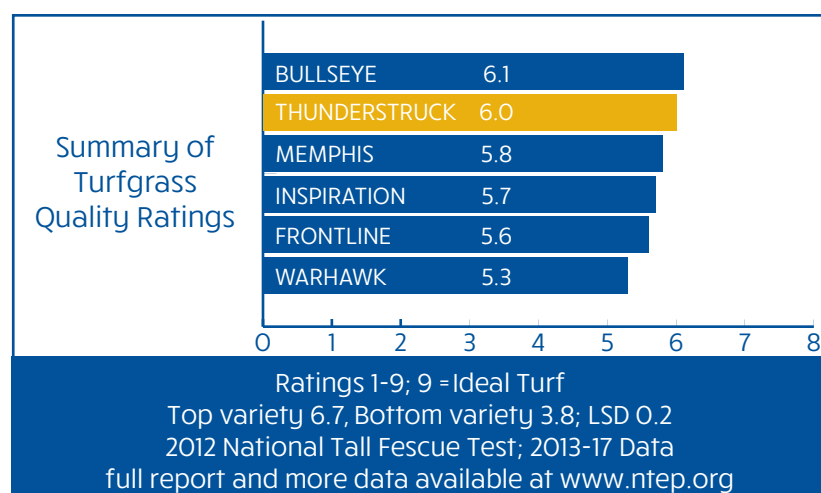 BULLSEYE 6.1
THUNDERSTRUCK 6.0
MEMPHIS 5.8
INSPIRATION 5.7
FRONTLINE 5.6
WARHAWK 5.3
Summary of
Turfgrass
Quality Ratings
0 1 2 3 4 5 6 7 8
Ratings 1-9; 9 = Ideal Turf
Top variety 6.7, Bottom variety 3.8; LSD 0.2
2012 National Tall Fescue Test; 2013-17 Data
full report and more data available at www.ntep.org